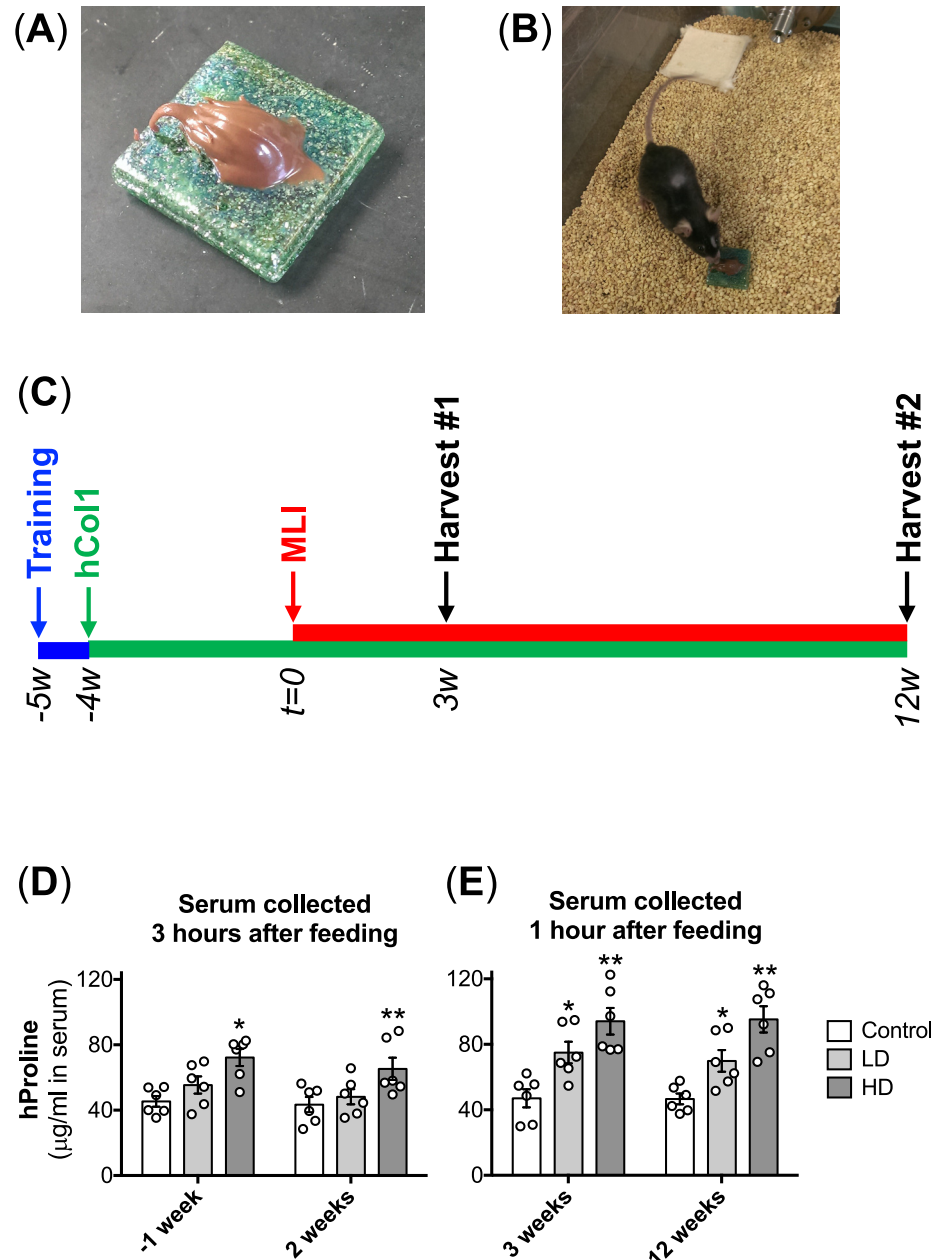 (A)
(B)
(C)
Training
hCol1
MLI
Harvest #1
Harvest #2
-5w
-4w
t=0
3w
12w
(D)
Serum collected
3 hours after feeding
(E)
Serum collected
1 hour after feeding
hProline
(μg/ml in serum)
120
80
40
0
*
**
-1 week
2 weeks
120
80
40
0
*
**
*
**
3 weeks
12 weeks
Control
LD
HD